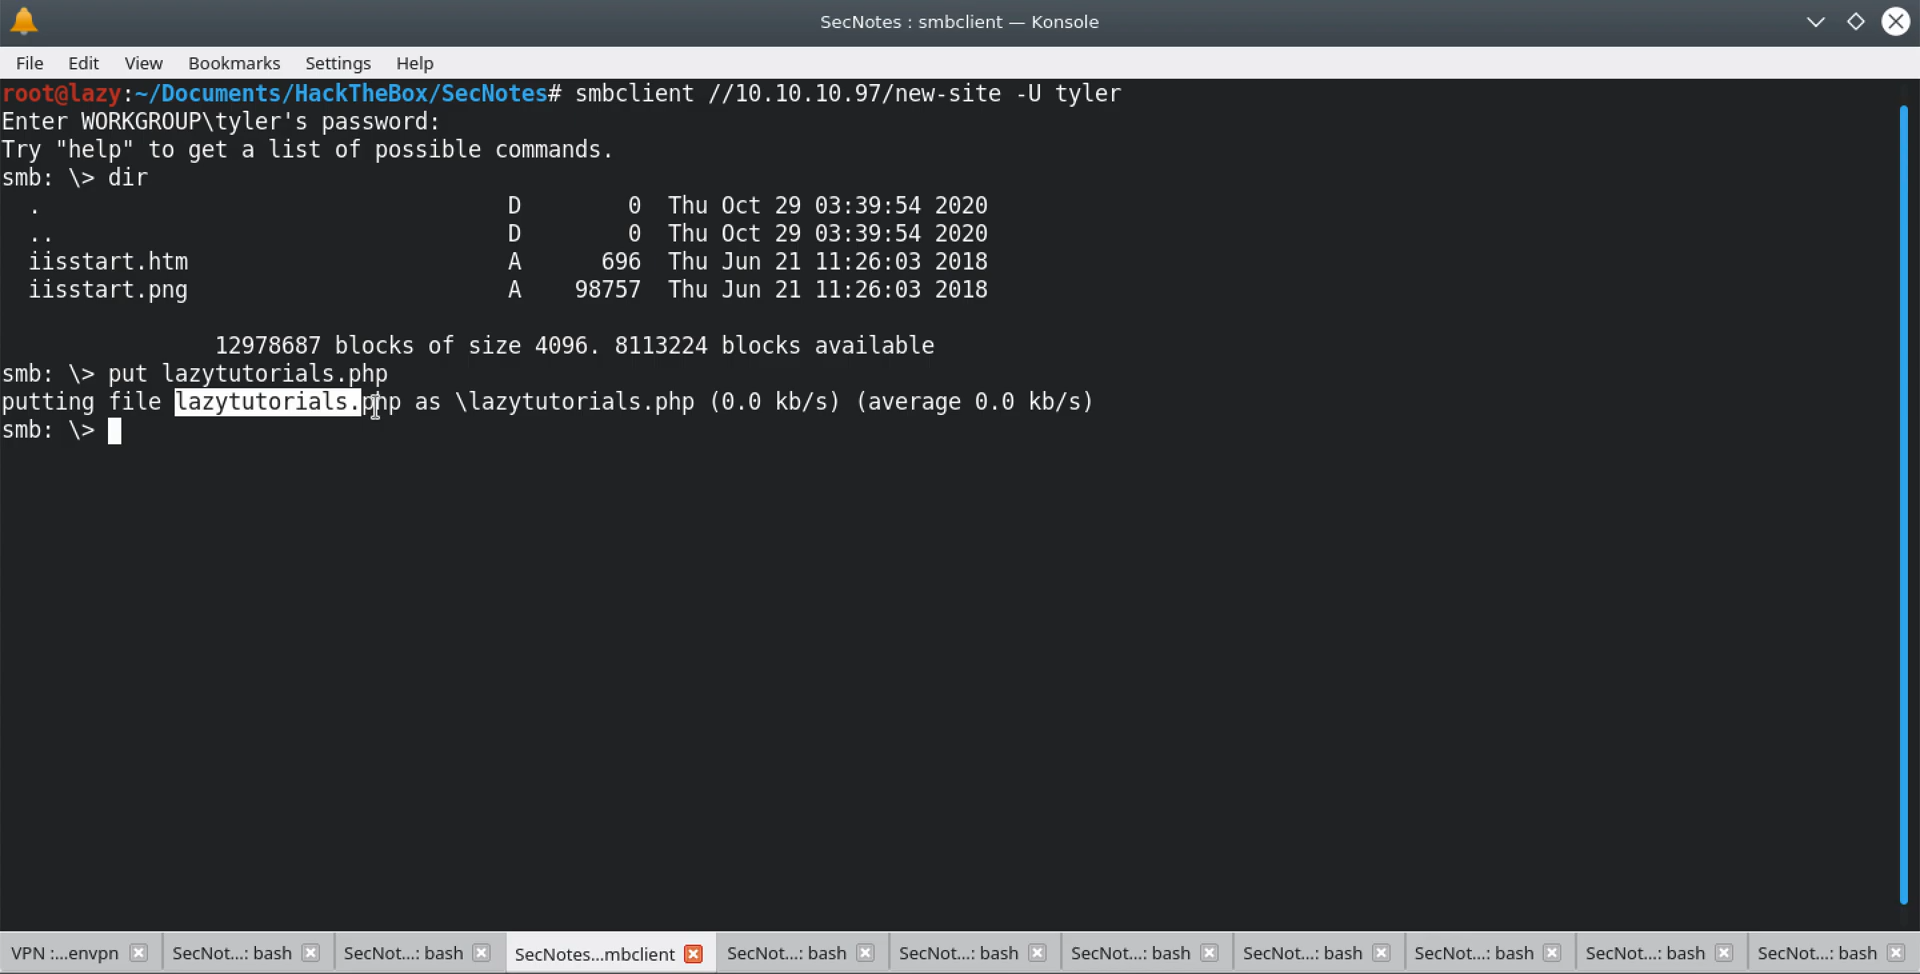 SecNotes : smbclient — Konsole
File Edit View Bookmarks Settings Help
root@lazy:~/Documents/HackTheBox/SecNotes# smbclient //10.10.10.97/new-site -U tyler
Enter WORKGROUP\tyler's password:
Try "help" to get a list of possible commands.
smb: \> dir
. D 0 Thu Oct 29 03:39:54 2020
.. D 0 Thu Oct 29 03:39:54 2020
iisstart.htm A 696 Thu Jun 21 11:26:03 2018
iisstart.png A 98757 Thu Jun 21 11:26:03 2018
12978687 blocks of size 4096. 8113224 blocks available
smb: \> put lazytutorials.php
putting file lazytutorials.php as \lazytutorials.php (0.0 kb/s) (average 0.0 kb/s)
smb: \>
VPN :...envpn SecNot...: bash SecNot...: bash SecNotes...mbclient SecNot...: bash SecNot...: bash SecNot...: bash SecNot...: bash SecNot...: bash SecNot...: bash SecNot...: bash